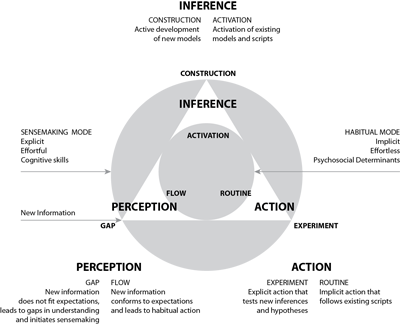 INFERENCE
CONSTRUCTION
Active development
of new models
ACTIVATION
Activation of existing
models and scripts
CONSTRUCTION
INFERENCE
ACTIVATION
SENSEMAKING MODE
Explicit
Effortful
Cognitive skills
HABITUAL MODE
Implicit
Effortless
Psychosocial Determinants
FLOW
ROUTINE
New Information
PERCEPTION
ACTION
GAP
EXPERIMENT
PERCEPTION
GAP
New information
does not fit expectations,
leads to gaps in understanding
and initiates sensemaking
FLOW
New information
conforms to expectations
and leads to habitual action
ACTION
EXPERIMENT
Explicit action that
tests new inferences
and hypotheses
ROUTINE
Implicit action that
follows existing scripts